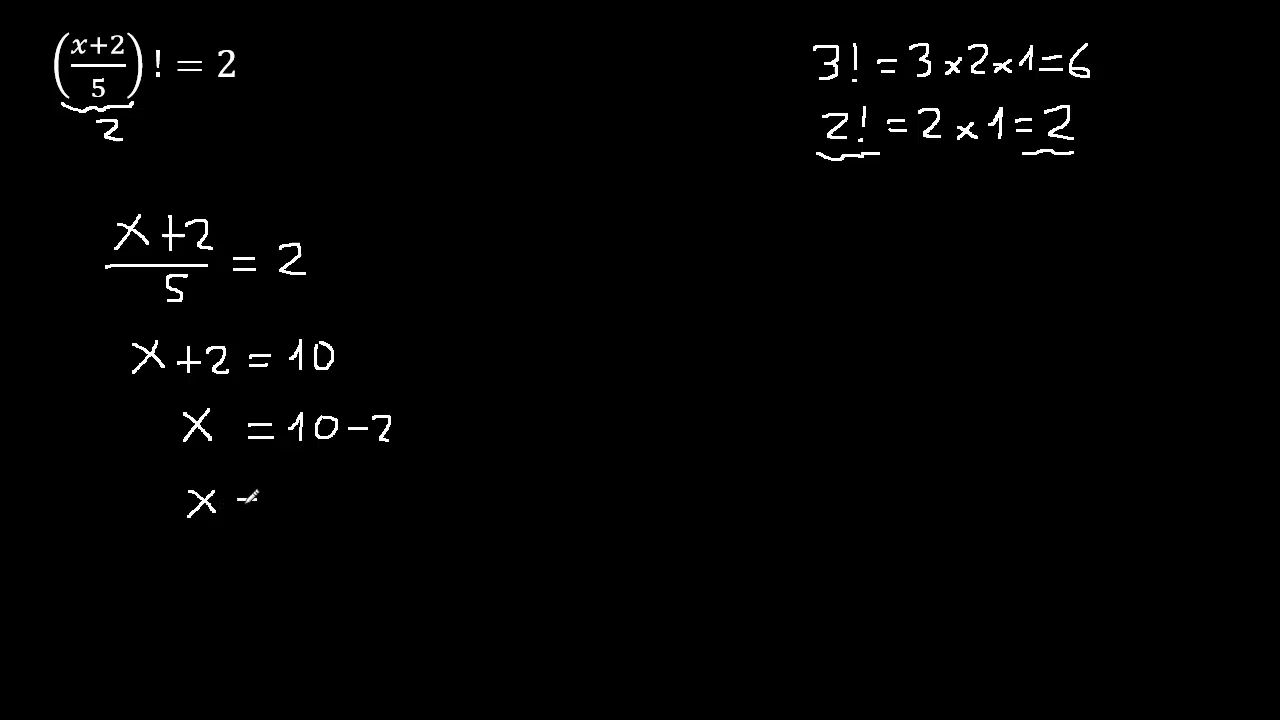 (x+2/5)! = 2
2
3! = 3 x 2 x 1 = 6
2! = 2 x 1 = 2
x + 2 / 5 = 2
x + 2 = 10
x = 10 - 2
x -